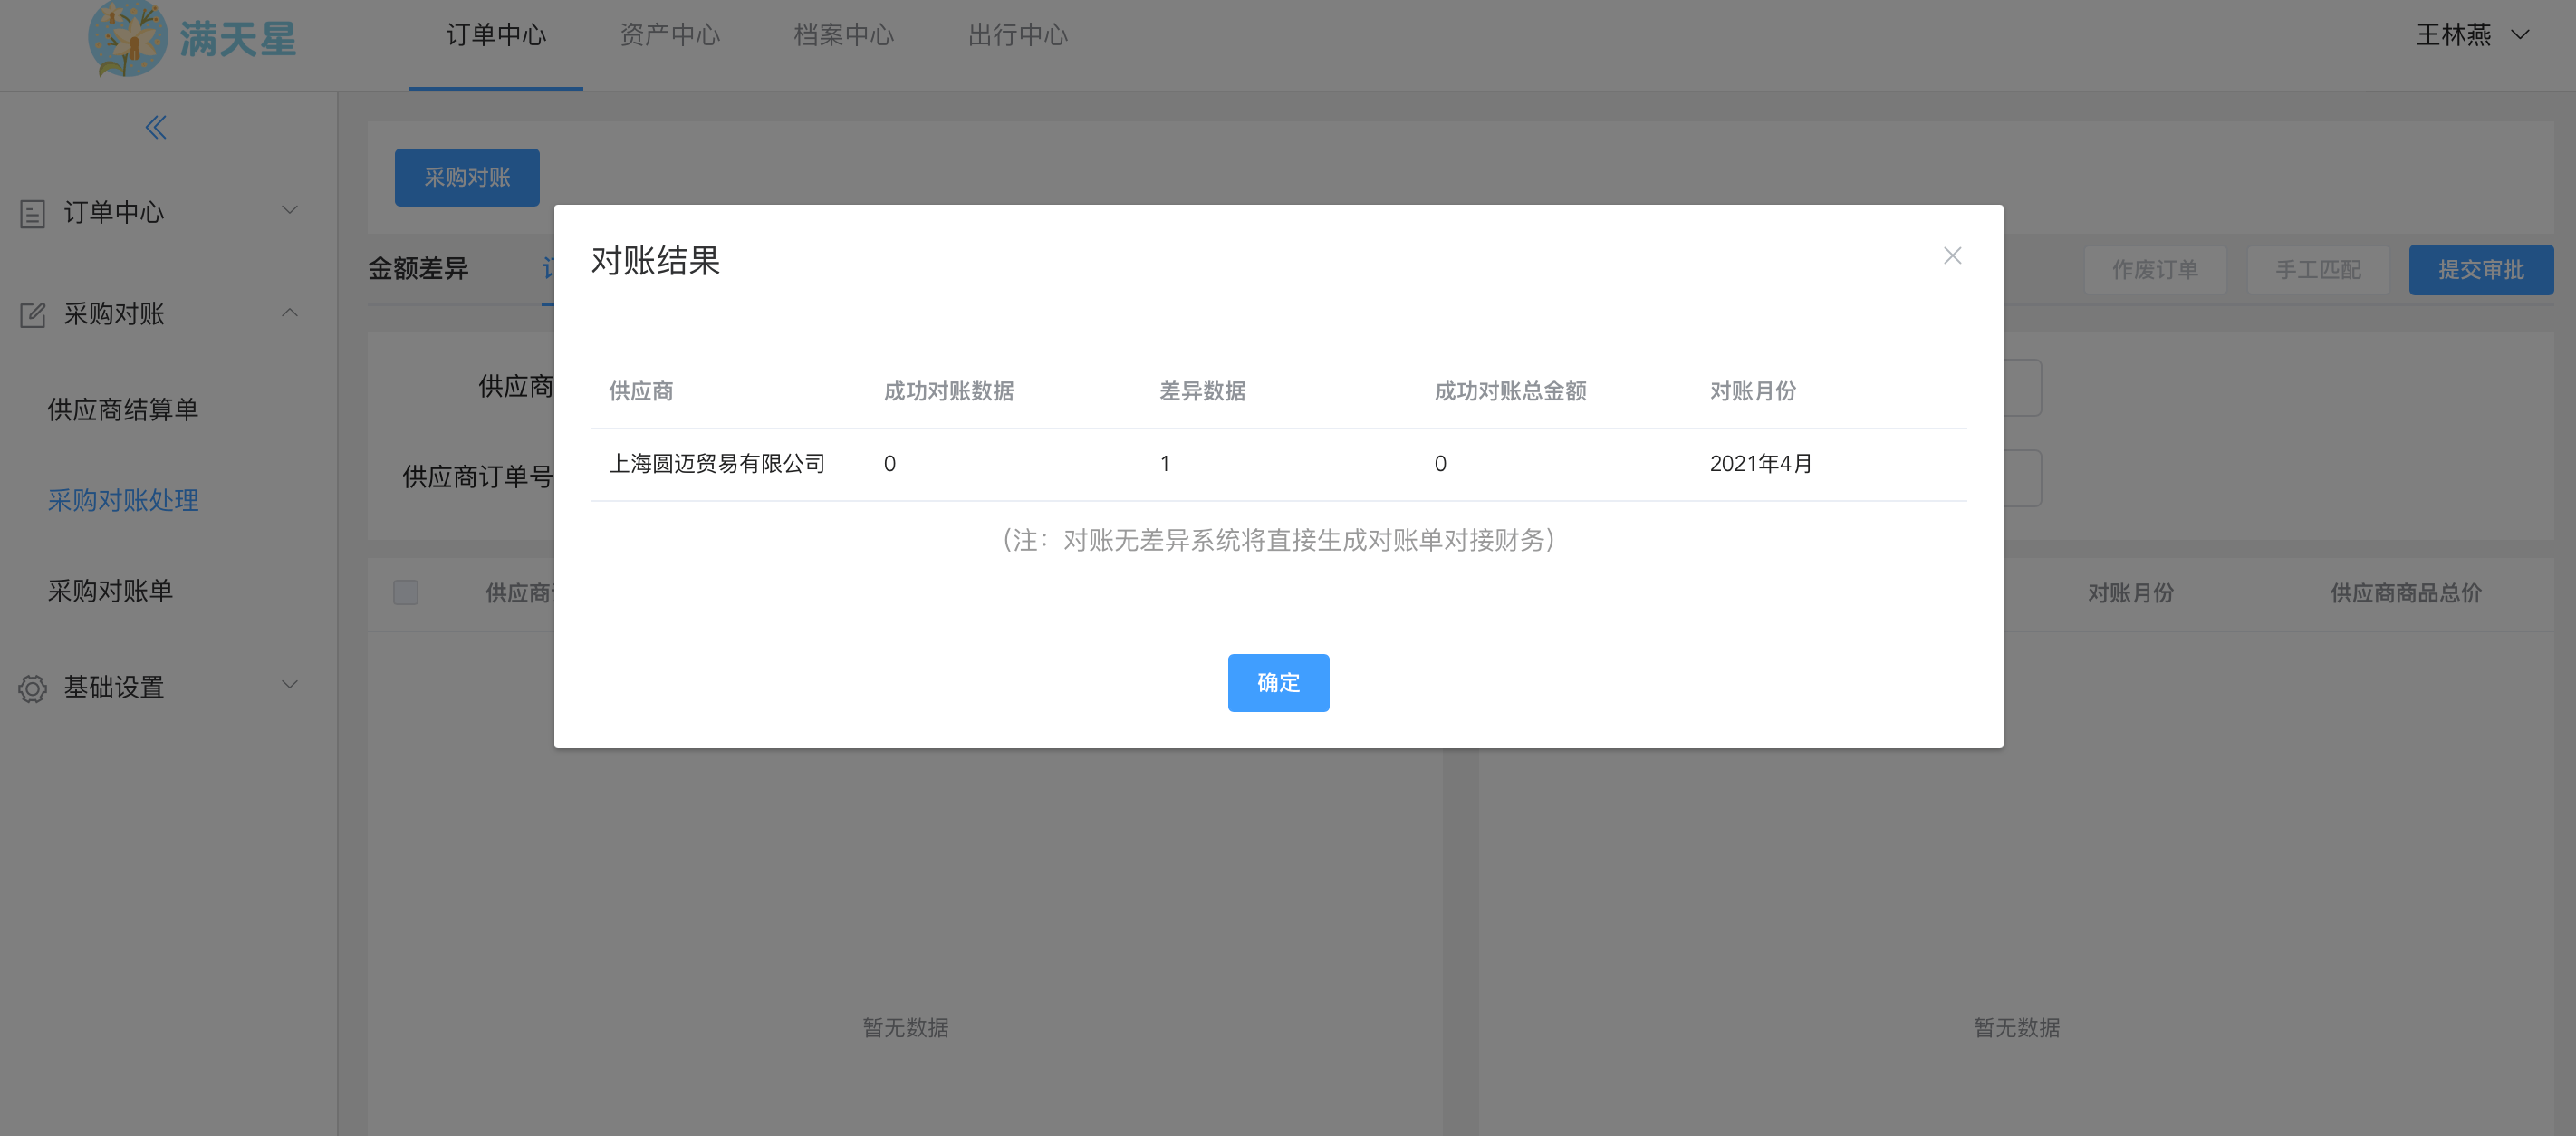 满天星
订单中心 资产中心 档案中心 出行中心
王林燕
订单中心
采购对账
供应商结算单
采购对账处理
采购对账单
基础设置
采购对账
金额差异
作废订单 手工匹配 提交审批
供应商
供应商订单号
供应商
对账月份 供应商商品总价
暂无数据 暂无数据
对账结果
供应商 成功对账数据 差异数据 成功对账总金额 对账月份
上海圆迈贸易有限公司 0 1 0 2021年4月
（注：对账无差异系统将直接生成对账单对接财务）
确定